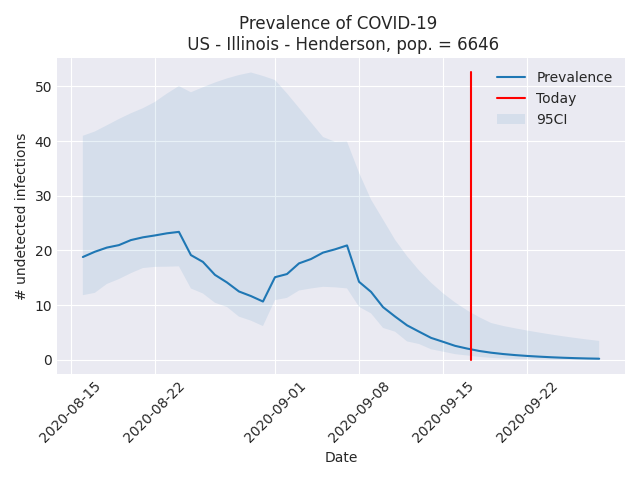 Prevalence of COVID-19
US - Illinois - Henderson, pop. = 6646
Prevalence
Today
95CI
# undetected infections
50
40
30
20
10
0
2020-08-15
2020-08-22
2020-09-01
2020-09-08
2020-09-15
2020-09-22
Date